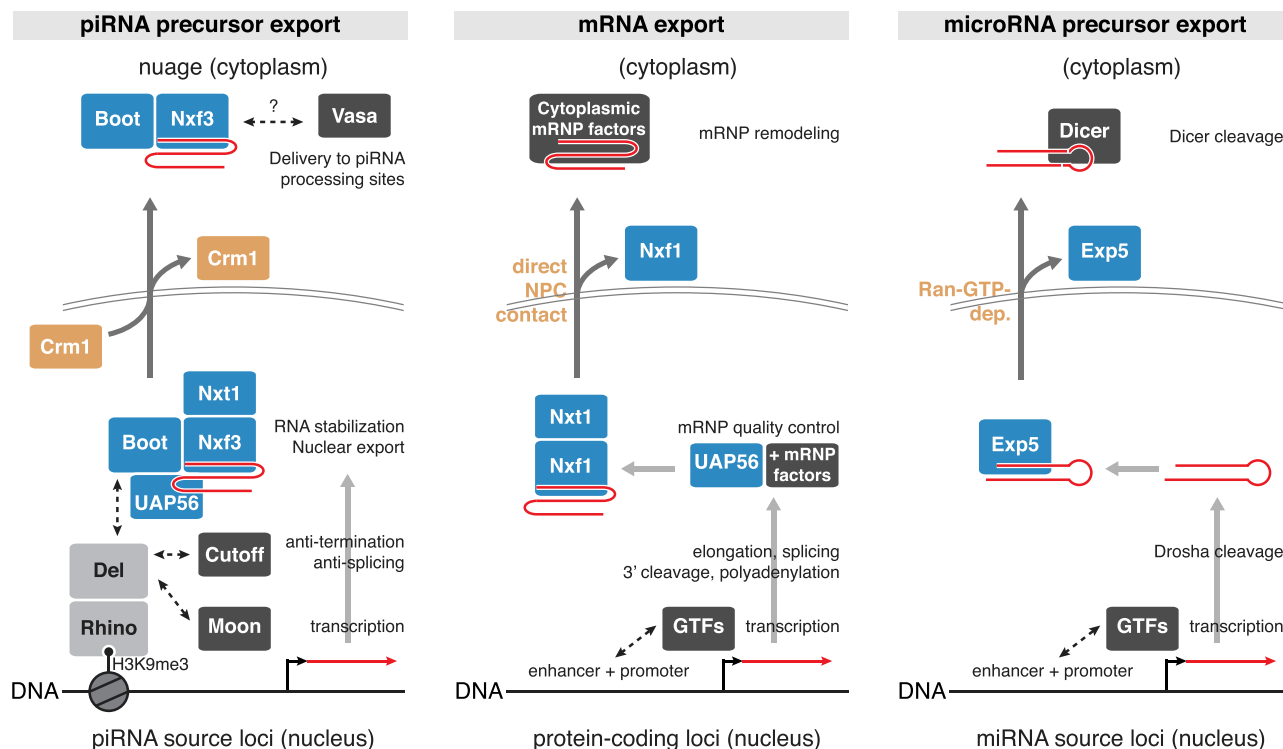 piRNA precursor export
nuage (cytoplasm)
Boot
Nxf3
?
Vasa
Delivery to piRNA
processing sites
Crm1
Crm1
Nxt1
Boot
Nxf3
RNA stabilization
Nuclear export
UAP56
Del
Cutoff
anti-termination
anti-splicing
Rhino
Moon
transcription
H3K9me3
DNA
piRNA source loci (nucleus)
mRNA export
(cytoplasm)
Cytoplasmic
mRNP factors
mRNP remodeling
direct
NPC
contact
Nxf1
Nxt1
Nxf1
mRNP quality control
UAP56
+ mRNP
factors
elongation, splicing
3’ cleavage, polyadenylation
GTFs
transcription
enhancer + promoter
DNA
protein-coding loci (nucleus)
microRNA precursor export
(cytoplasm)
Dicer
Dicer cleavage
Exp5
Ran-GTP-
dep.
Exp5
Drosha cleavage
GTFs
transcription
enhancer + promoter
DNA
miRNA source loci (nucleus)